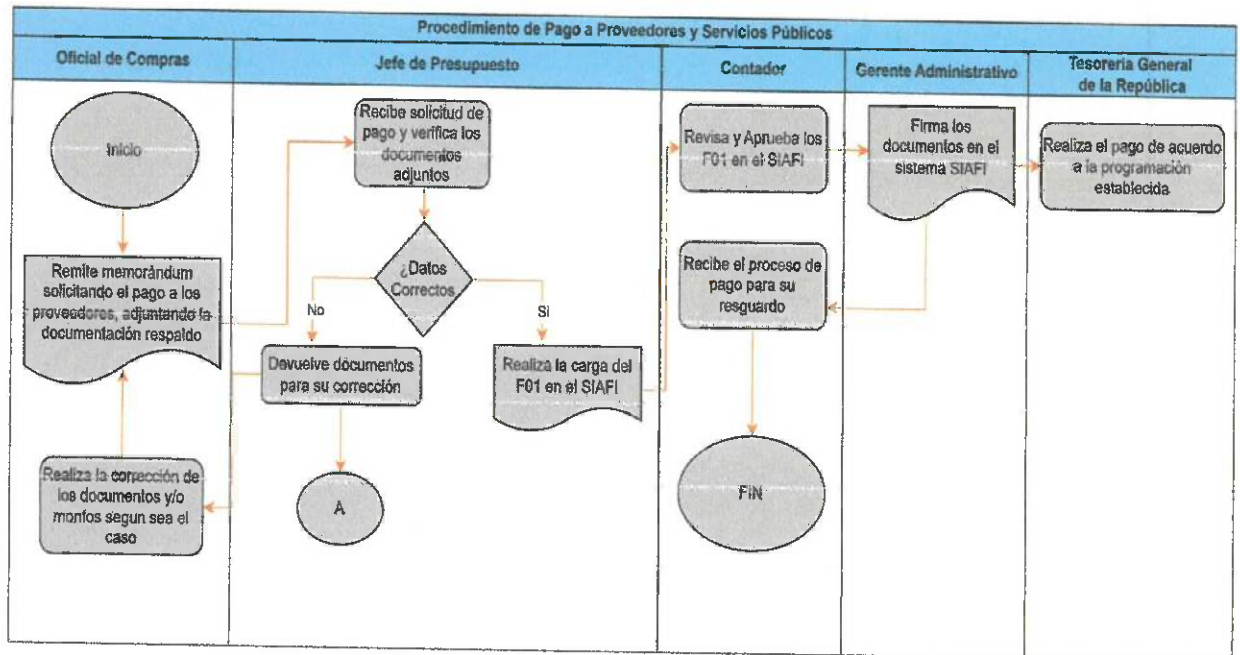 Procedimiento de Pago a Proveedores y Servicios Públicos
Oficial de Compras
Jefe de Presupuesto
Contador
Gerente Administrativo
Tesorería General
de la República
Inicio
Remite memorándum
solicitando el pago a los
proveedores, adjuntando la
documentación respaldo
Realiza la corrección de
los documentos y/o
montos segun sea el
caso
Recibe solicitud de
pago y verifica los
documentos
adjuntos
¿Datos
Correctos
No
Si
Devuelve documentos
para su corrección
Realiza la carga del
F01 en el SIAFI
A
Revisa y Aprueba los
F01 en el SIAFI
Recibe el proceso de
pago para su
resguardo
FIN
Firma los
documentos en el
sistema SIAFI
Realiza el pago de acuerdo
a la programación
establecida